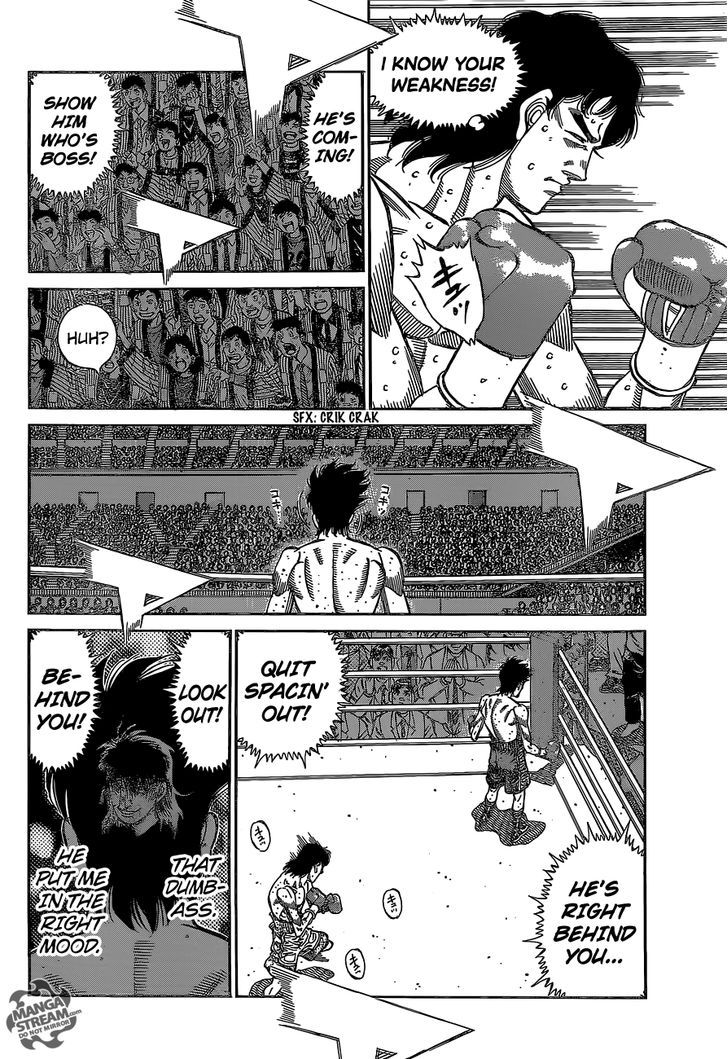 I KNOW YOUR
WEAKNESS!
HE'S
COM-
ING!
SHOW
HIM
WHO'S
BOSS!
HUH?
SFX: CRIK CRAK
QUIT
SPACIN'
OUT!
HE'S
RIGHT
BEHIND
YOU...
LOOK
OUT!
BE-
HIND
YOU!
THAT
DUMB-
ASS.
HE
PUT ME
IN THE
RIGHT
MOOD.
MANGA
STREAM.com
DO NOT MIRROR